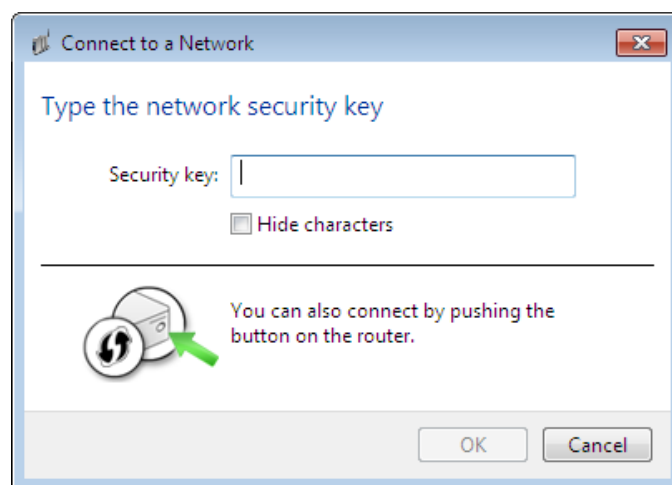 Connect to a Network
Type the network security key
Security key:
Hide characters
You can also connect by pushing the
button on the router.
OK
Cancel